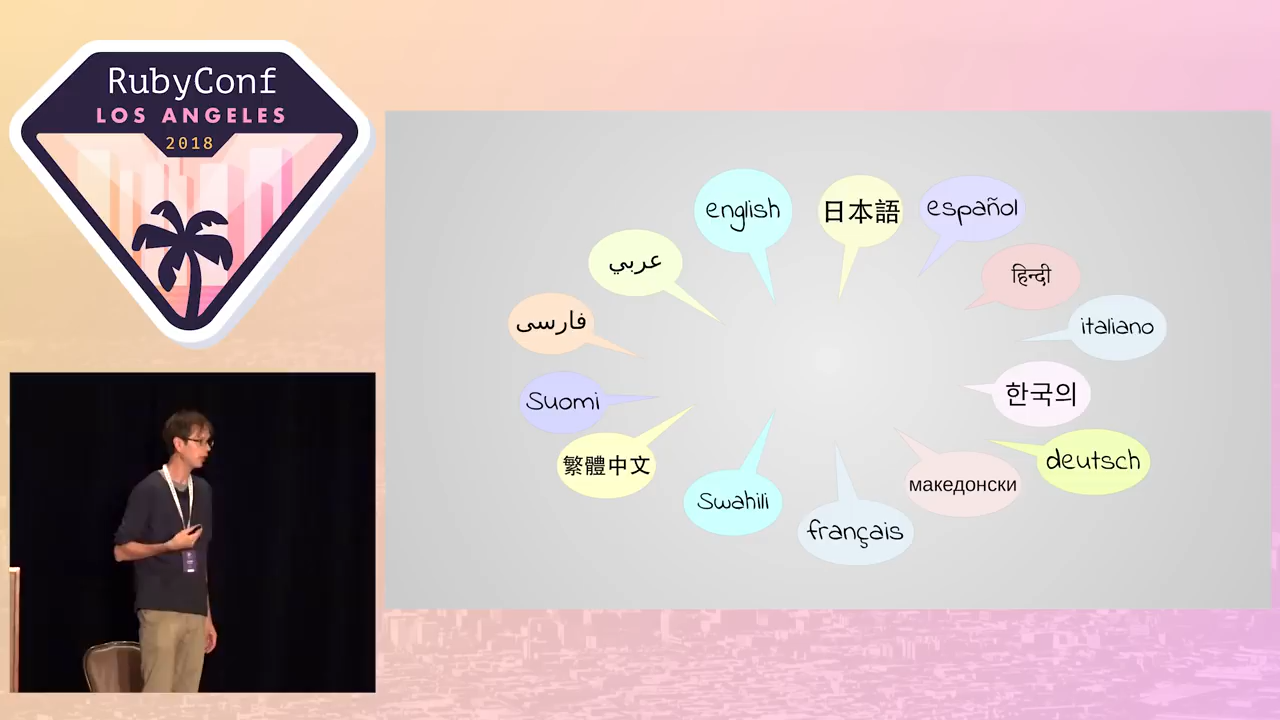 RubyConf
LOS ANGELES
2018
english
日本語
español
عربي
हिन्दी
فارسی
italiano
Suomi
한국의
繁體中文
deutsch
Swahili
македонски
français